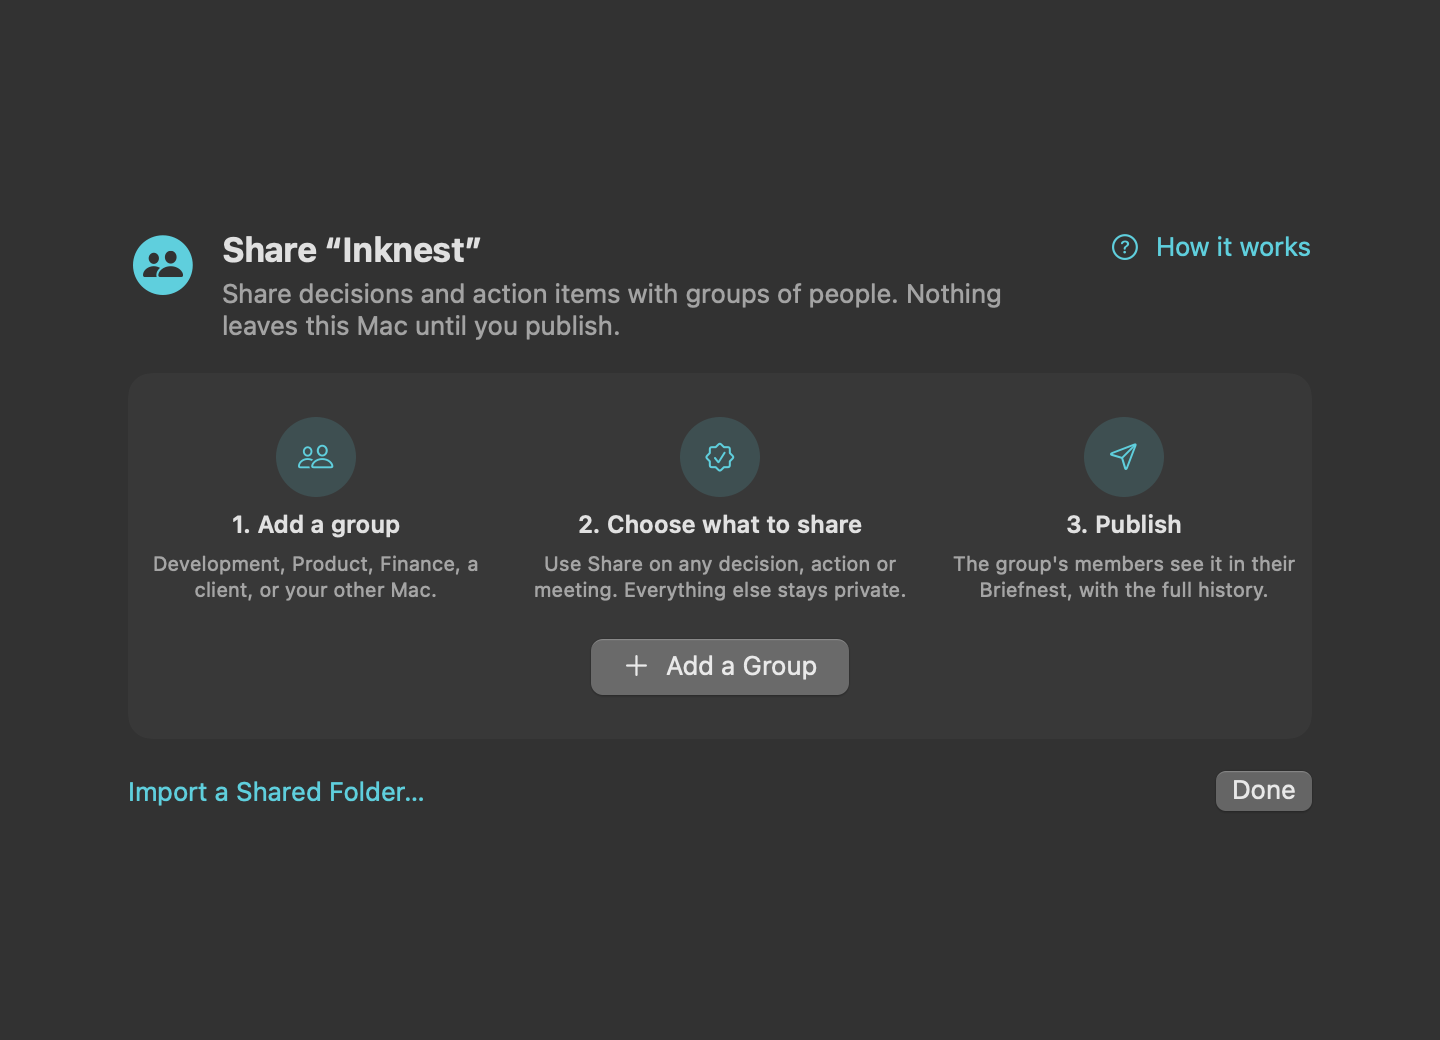 Share “Inknest”
How it works
Share decisions and action items with groups of people. Nothing
leaves this Mac until you publish.
1. Add a group
Development, Product, Finance, a
client, or your other Mac.
2. Choose what to share
Use Share on any decision, action or
meeting. Everything else stays private.
3. Publish
The group's members see it in their
Briefnest, with the full history.
+ Add a Group
Import a Shared Folder...
Done